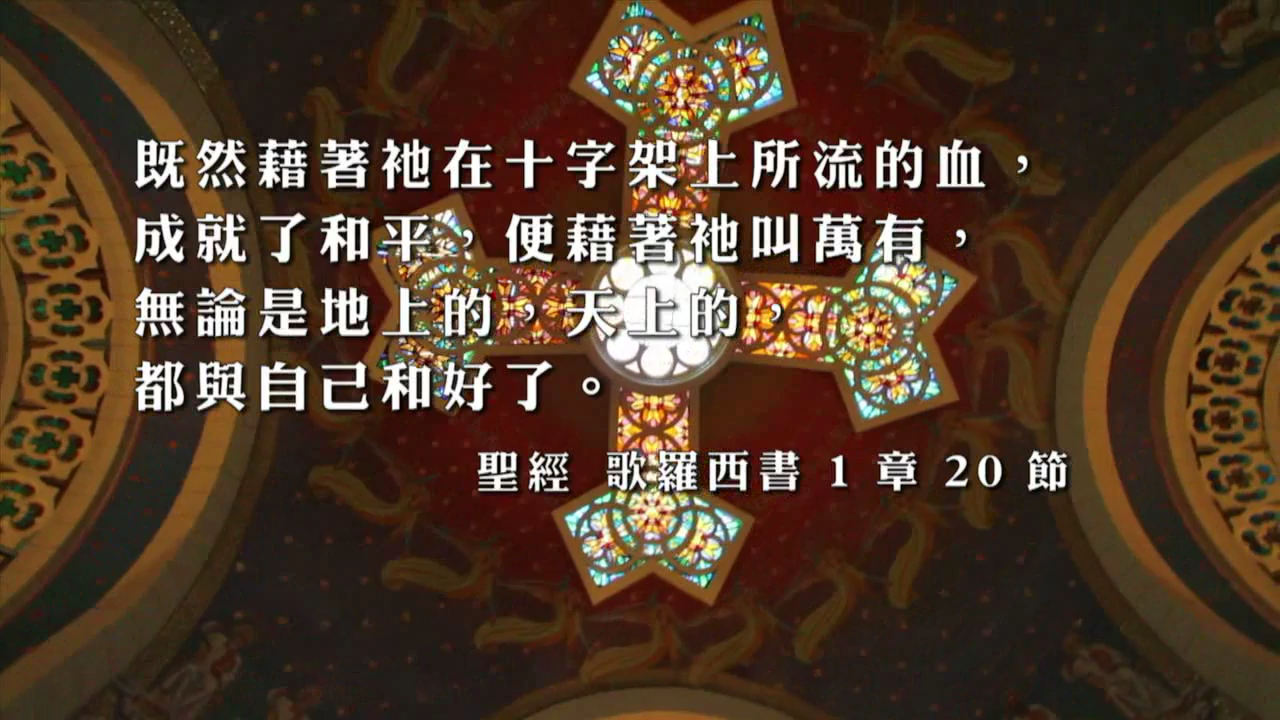 既然藉著祂在十字架上所流的血，
成就了和平，便藉著祂叫萬有，
無論是地上的，天上的，
都與自己和好了。
聖經 歌羅西書 1 章 20 節